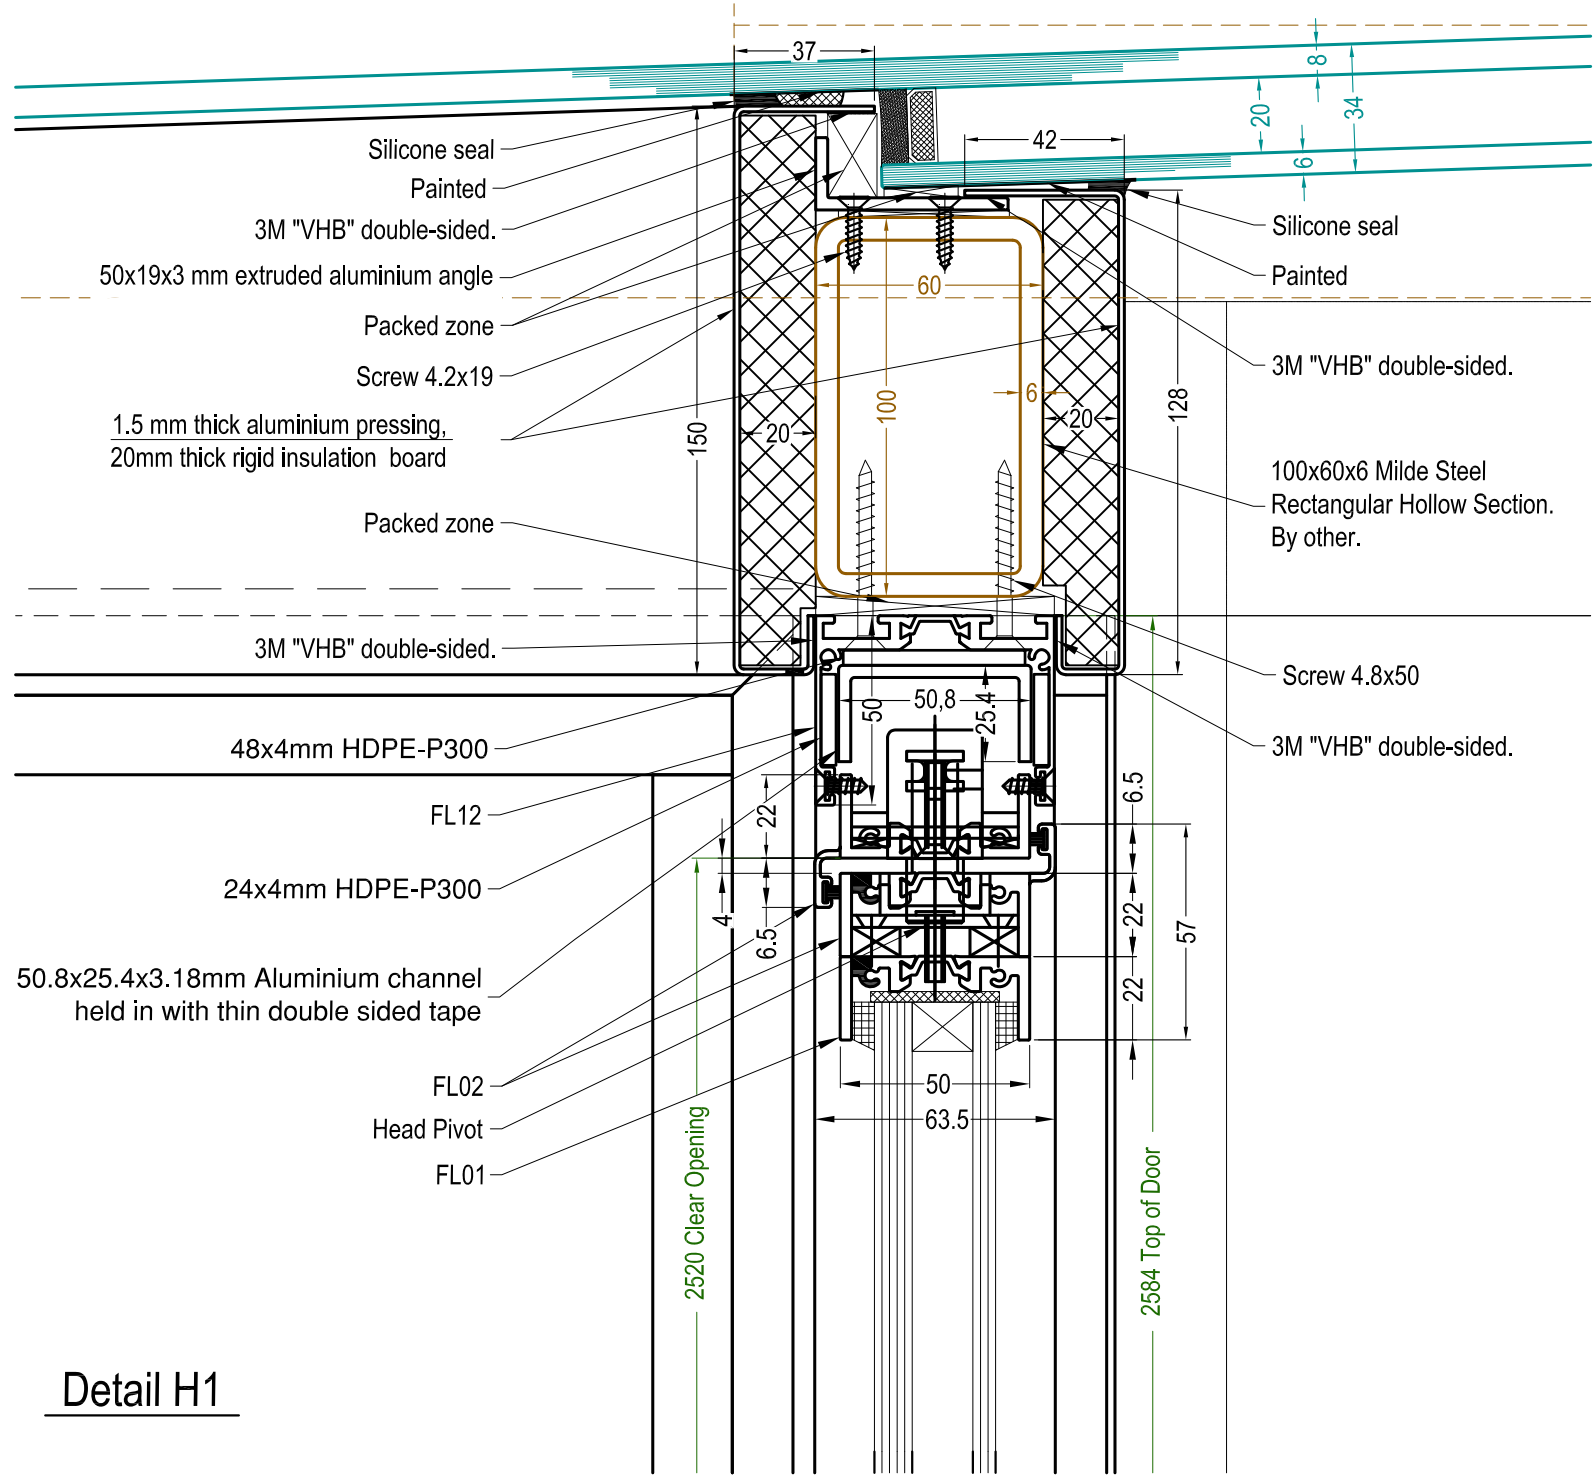 37
8
34
20
6
42
Silicone seal
Painted
3M "VHB" double-sided.
50x19x3 mm extruded aluminium angle
Packed zone
Screw 4.2x19
1.5 mm thick aluminium pressing,
20mm thick rigid insulation board
Packed zone
3M "VHB" double-sided.
48x4mm HDPE-P300
FL12
24x4mm HDPE-P300
50.8x25.4x3.18mm Aluminium channel
held in with thin double sided tape
FL02
Head Pivot
FL01
150
20
60
100
6
20
128
Silicone seal
Painted
3M "VHB" double-sided.
100x60x6 Milde Steel
Rectangular Hollow Section.
By other.
Screw 4.8x50
3M "VHB" double-sided.
50
50,8
25.4
22
4
6.5
6.5
22
22
57
50
63.5
2520 Clear Opening
2584 Top of Door
Detail H1